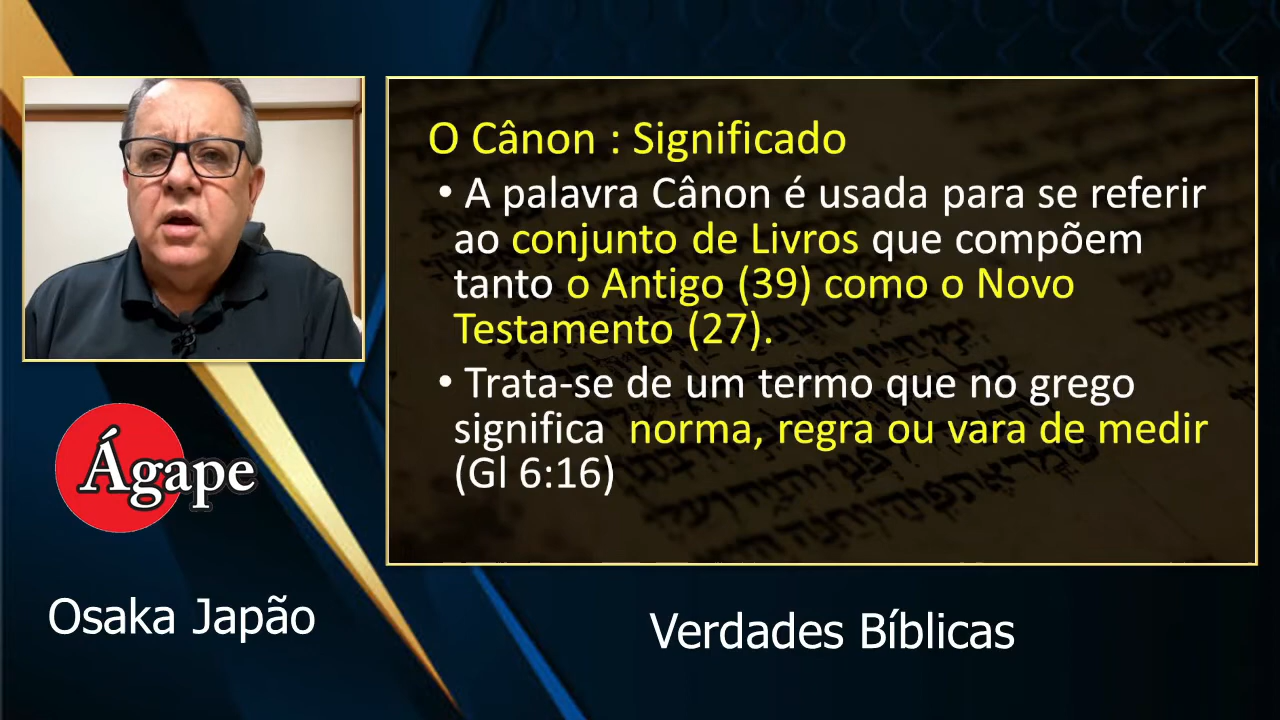 O Cânon : Significado
• A palavra Cânon é usada para se referir
ao conjunto de Livros que compõem
tanto o Antigo (39) como o Novo
Testamento (27).
• Trata-se de um termo que no grego
significa  norma, regra ou vara de medir
(Gl 6:16)
Ágape
Osaka Japão
Verdades Bíblicas